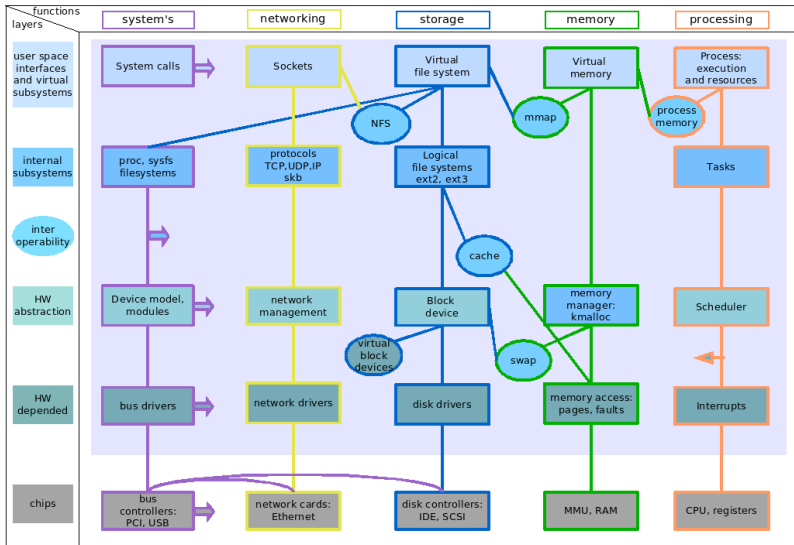 functions
layers
system's
networking
storage
memory
processing
user space
interfaces
and virtual
subsystems
System calls
Sockets
Virtual
file system
Virtual
memory
Process:
execution
and resources
NFS
mmap
process
memory
internal
subsystems
proc, sysfs
filesystems
protocols
TCP,UDP,IP
skb
Logical
file systems
ext2, ext3
Tasks
inter
operability
cache
HW
abstraction
Device model,
modules
network
management
Block
device
memory
manager:
kmalloc
Scheduler
virtual
block
devices
swap
HW
depended
bus drivers
network drivers
disk drivers
memory access:
pages, faults
Interrupts
chips
bus
controllers:
PCI, USB
network cards:
Ethernet
disk controllers:
IDE, SCSI
MMU, RAM
CPU, registers